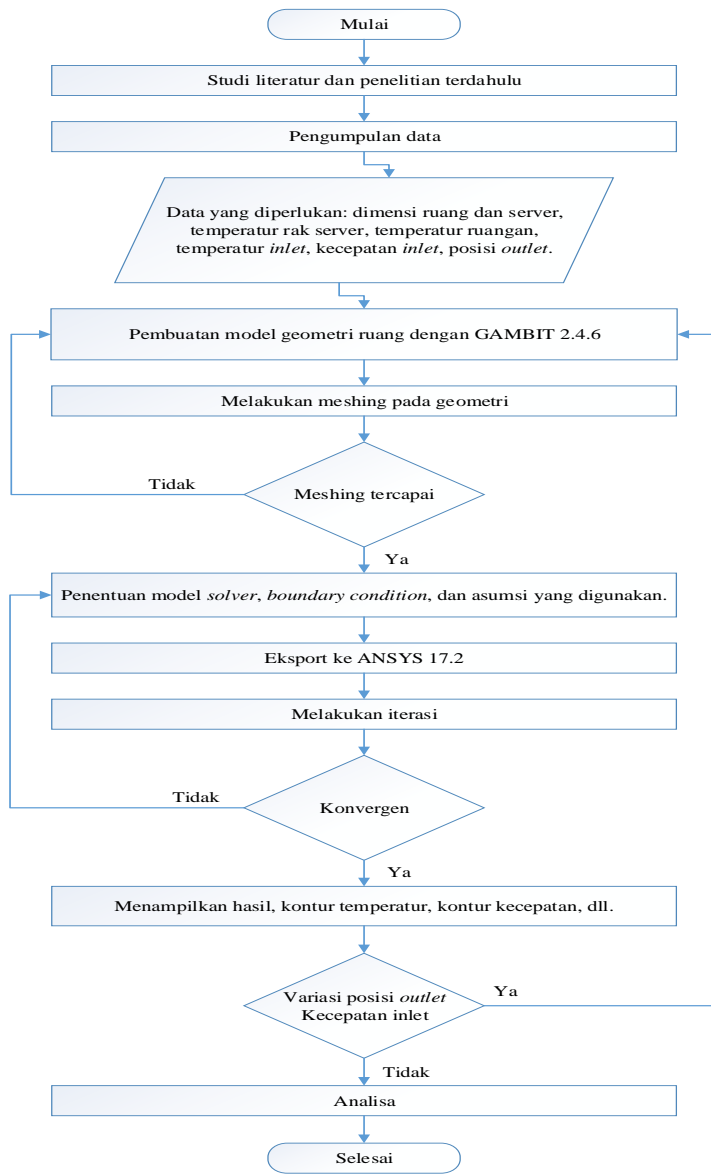 Mulai
Studi literatur dan penelitian terdahulu
Pengumpulan data
Data yang diperlukan: dimensi ruang dan server,
temperatur rak server, temperatur ruangan,
temperatur inlet, kecepatan inlet, posisi outlet.
Pembuatan model geometri ruang dengan GAMBIT 2.4.6
Melakukan meshing pada geometri
Tidak
Meshing tercapai
Ya
Penentuan model solver, boundary condition, dan asumsi yang digunakan.
Eksport ke ANSYS 17.2
Melakukan iterasi
Tidak
Konvergen
Ya
Menampilkan hasil, kontur temperatur, kontur kecepatan, dll.
Variasi posisi outlet
Kecepatan inlet
Ya
Tidak
Analisa
Selesai